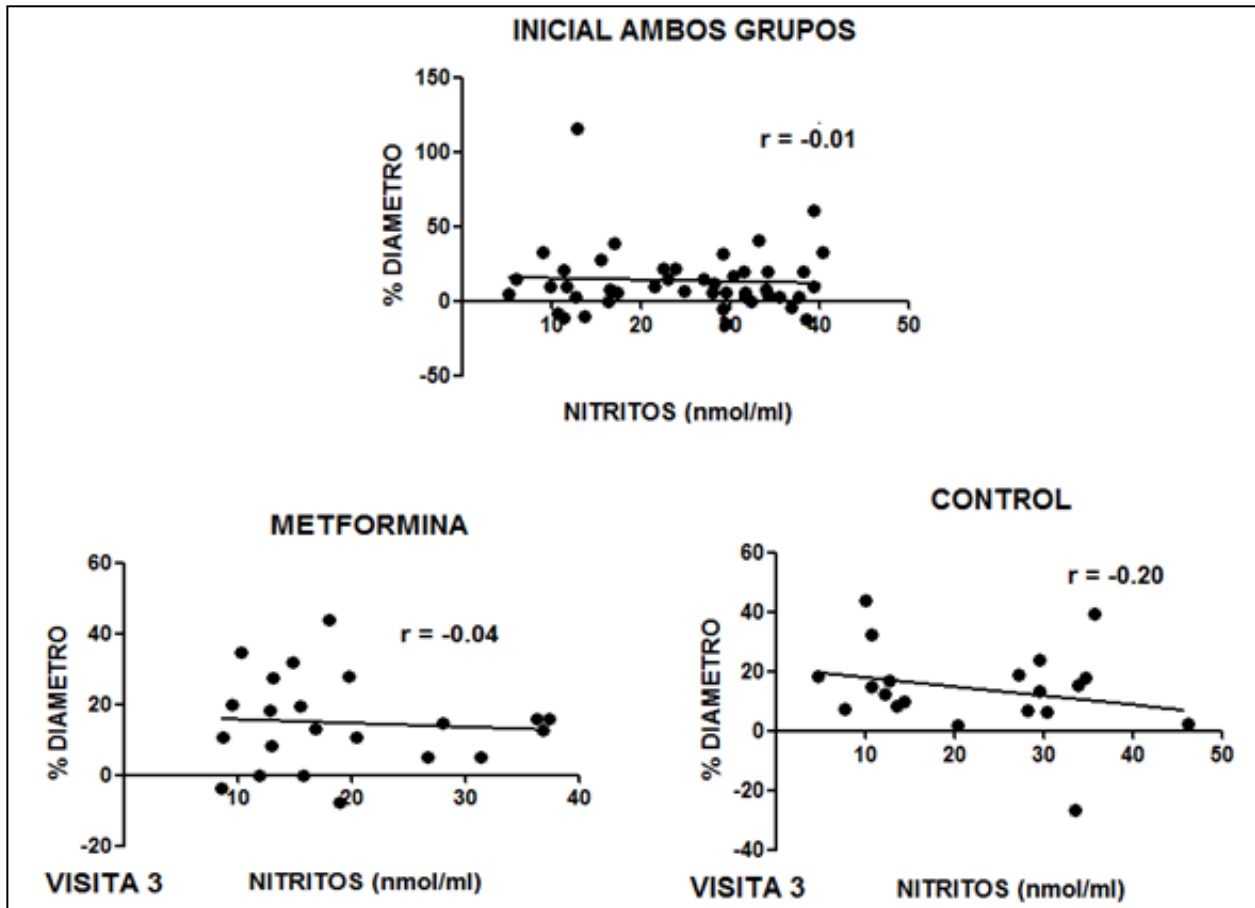 INICIAL AMBOS GRUPOS
150
100
50
0
-50
% DIAMETRO
r = -0.01
10 20 30 40 50
NITRITOS (nmol/ml)
METFORMINA
60
40
20
0
-20
% DIAMETRO
r = -0.04
10 20 30 40
VISITA 3 NITRITOS (nmol/ml)
CONTROL
60
40
20
0
-20
-40
% DIAMETRO
r = -0.20
10 20 30 40 50
VISITA 3 NITRITOS (nmol/ml)